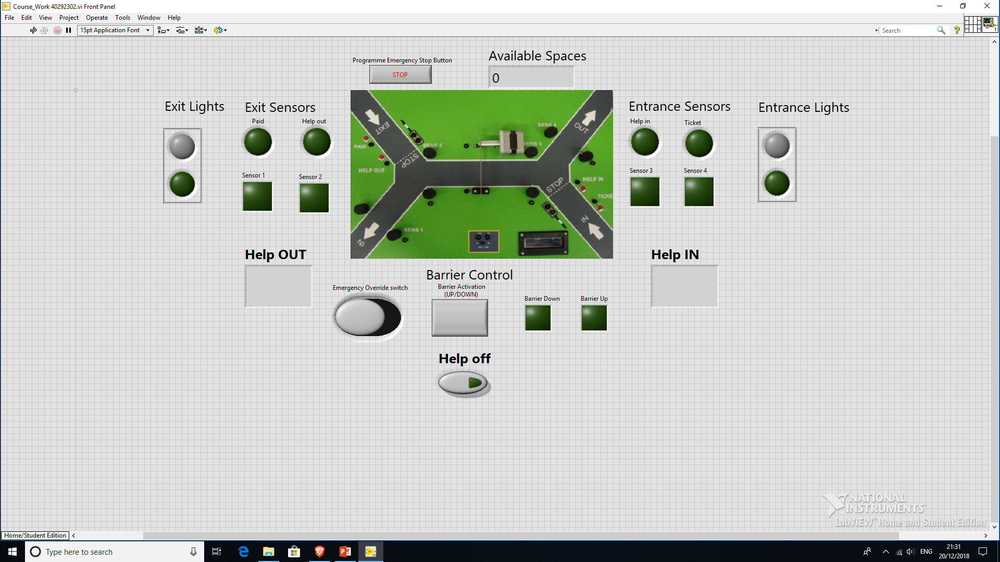 Course_Work 40292302.vi Front Panel
File Edit View Project Operate Tools Window Help
15pt Application Font
Search
1
Programme Emergency Stop Button
STOP
Available Spaces
0
Exit Lights
Exit Sensors
Paid
Help out
Sensor 1
Sensor 2
EXIT
STOP
PAID
HELP OUT
SENS 2
SENS 4
SENS 3
OUT
STOP
HELP IN
TICKE
IN
IN
SENS 1
Entrance Sensors
Help in
Ticket
Sensor 3
Sensor 4
Entrance Lights
Help OUT
Help IN
Barrier Control
Emergency Override switch
Barrier Activation
(UP/DOWN)
Barrier Down
Barrier Up
Help off
NATIONAL
INSTRUMENTS™
LabVIEW™ Home and Student Edition
Home/Student Edition
Type here to search
ENG
21:31
20/12/2018